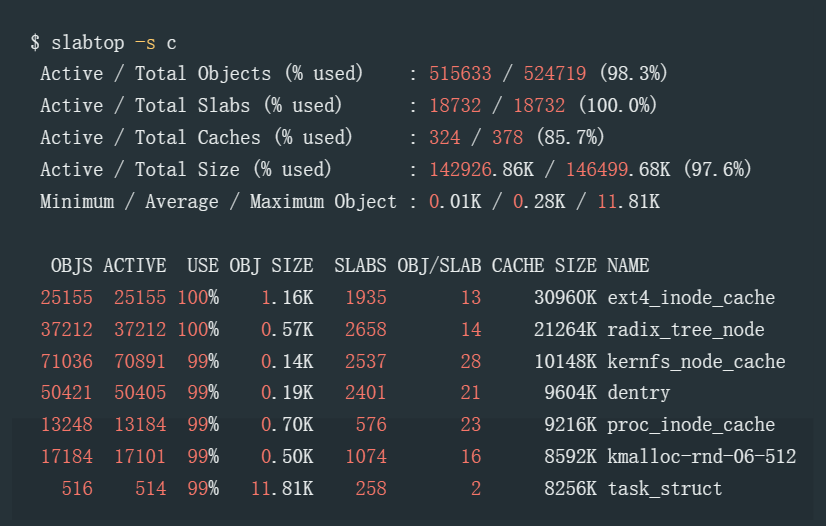 $ slabtop -s c
Active / Total Objects (% used)    : 515633 / 524719 (98.3%)
Active / Total Slabs (% used)      : 18732 / 18732 (100.0%)
Active / Total Caches (% used)     : 324 / 378 (85.7%)
Active / Total Size (% used)       : 142926.86K / 146499.68K (97.6%)
Minimum / Average / Maximum Object : 0.01K / 0.28K / 11.81K

OBJS ACTIVE  USE OBJ SIZE  SLABS OBJ/SLAB CACHE SIZE NAME
25155  25155 100%    1.16K   1935       13     30960K ext4_inode_cache
37212  37212 100%    0.57K   2658       14     21264K radix_tree_node
71036  70891  99%    0.14K   2537       28     10148K kernfs_node_cache
50421  50405  99%    0.19K   2401       21      9604K dentry
13248  13184  99%    0.70K    576       23      9216K proc_inode_cache
17184  17101  99%    0.50K   1074       16      8592K kmalloc-rnd-06-512
516    514  99%   11.81K    258        2      8256K task_struct